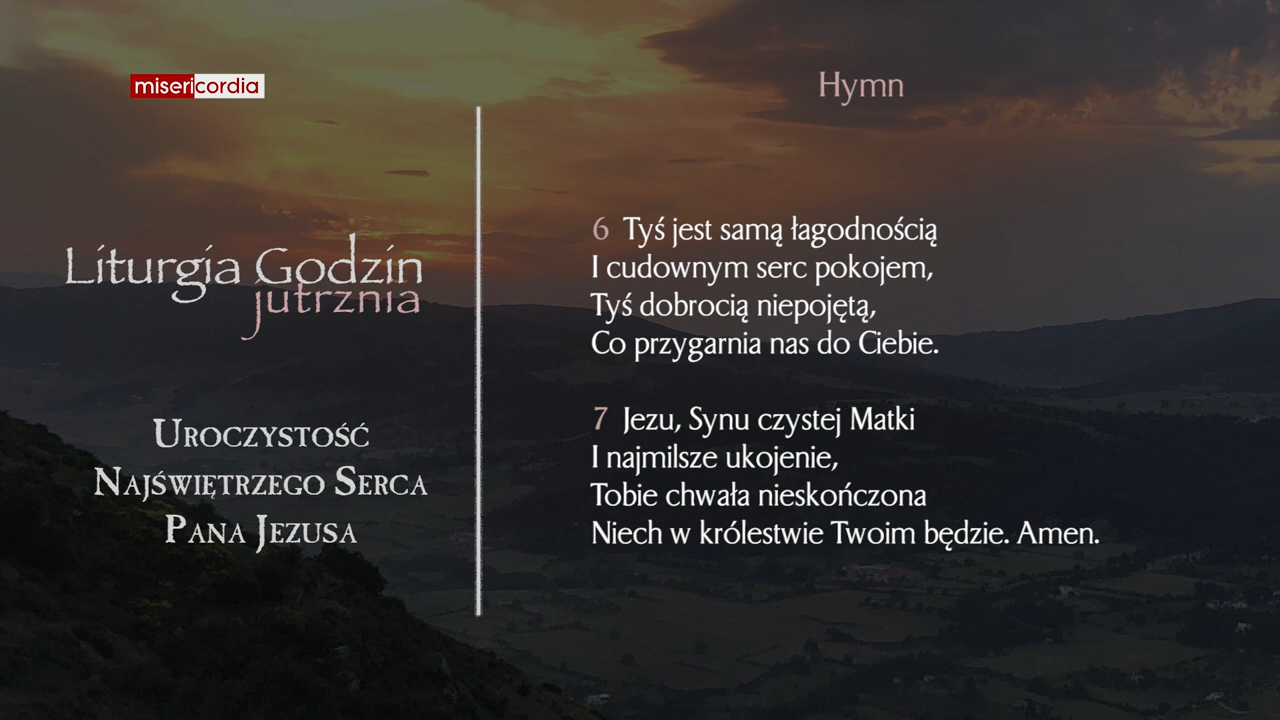 misericordia
Liturgia Godzin
jutrznia
Uroczystość
Najświętrzego Serca
Pana Jezusa
Hymn
6 Tyś jest samą łagodnością
I cudownym serc pokojem,
Tyś dobrocią niepojętą,
Co przygarnia nas do Ciebie.
7 Jezu, Synu czystej Matki
I najmilsze ukojenie,
Tobie chwała nieskończona
Niech w królestwie Twoim będzie. Amen.